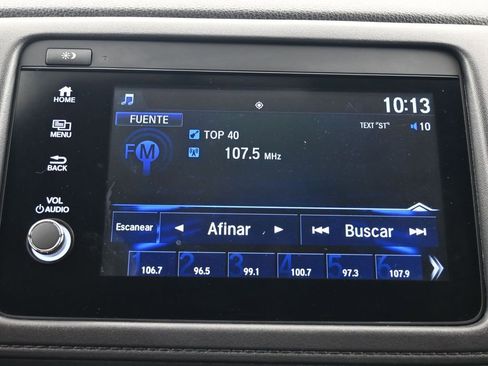 10:13
FUENTE
TEXT "ST" 10
HOME
TOP 40
FM
107.5 MHz
MENU
BACK
VOL
AUDIO
Escanear Afinar Buscar
1 2 3 4 5 6
106.7 96.5 99.1 100.7 97.3 107.9